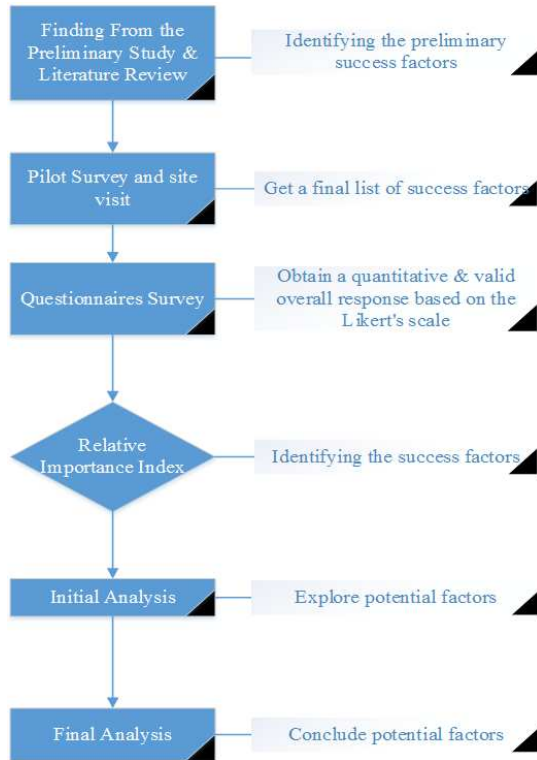 Finding From the
Preliminary Study &
Literature Review
Identifying the preliminary
success factors
Pilot Survey and site
visit
Get a final list of success factors
Questionnaires Survey
Obtain a quantitative & valid
overall response based on the
Likert's scale
Relative
Importance Index
Identifying the success factors
Initial Analysis
Explore potential factors
Final Analysis
Conclude potential factors